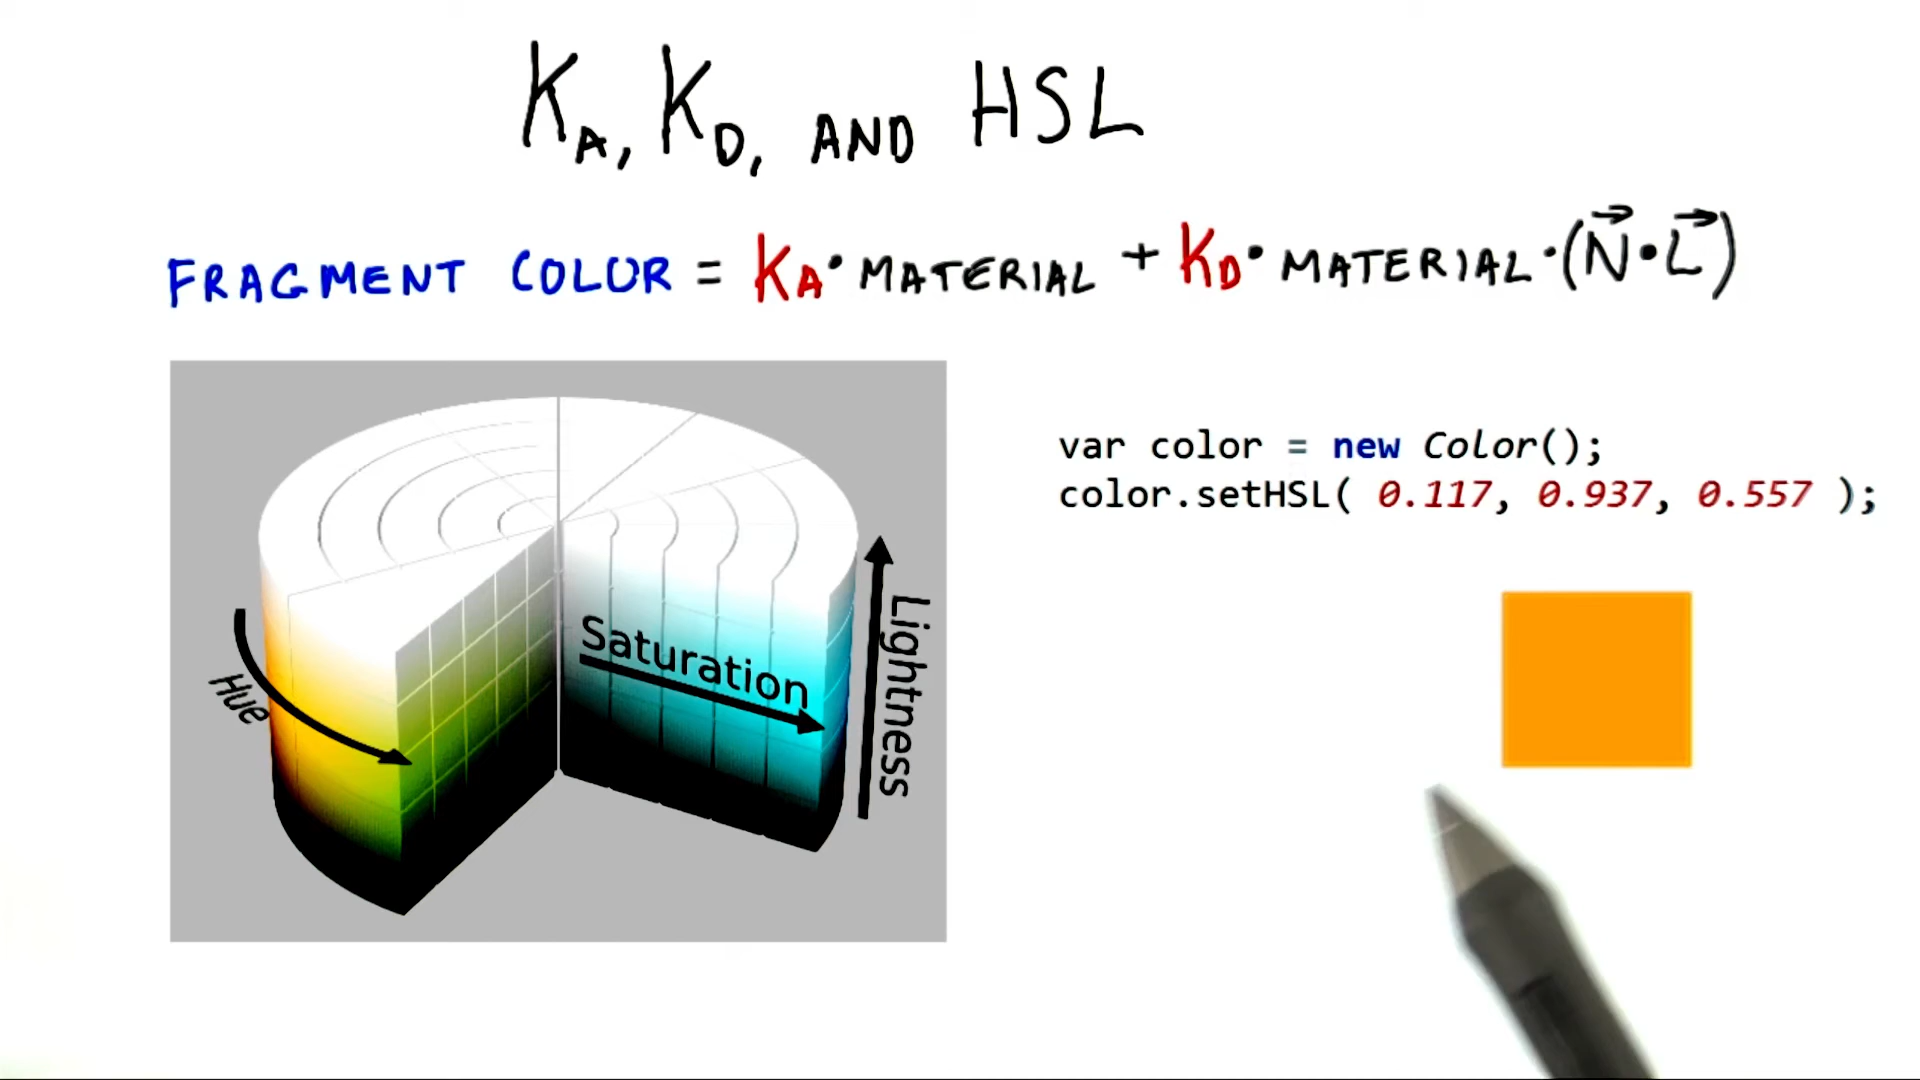 KA, KD, AND HSL
FRAGMENT COLOR = KA • MATERIAL + KD • MATERIAL • (N • L)
var color = new Color();
color.setHSL( 0.117, 0.937, 0.557 );
Saturation
Lightness
Hue